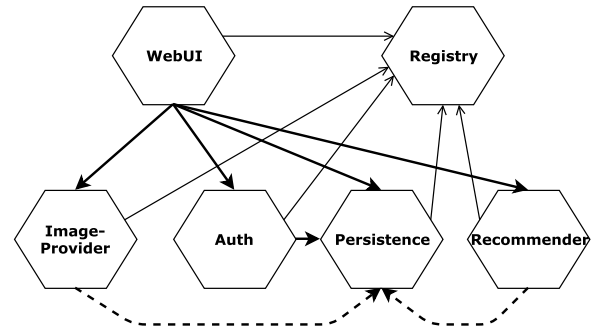 WebUI
Registry
Image-
Provider
Auth
Persistence
Recommender